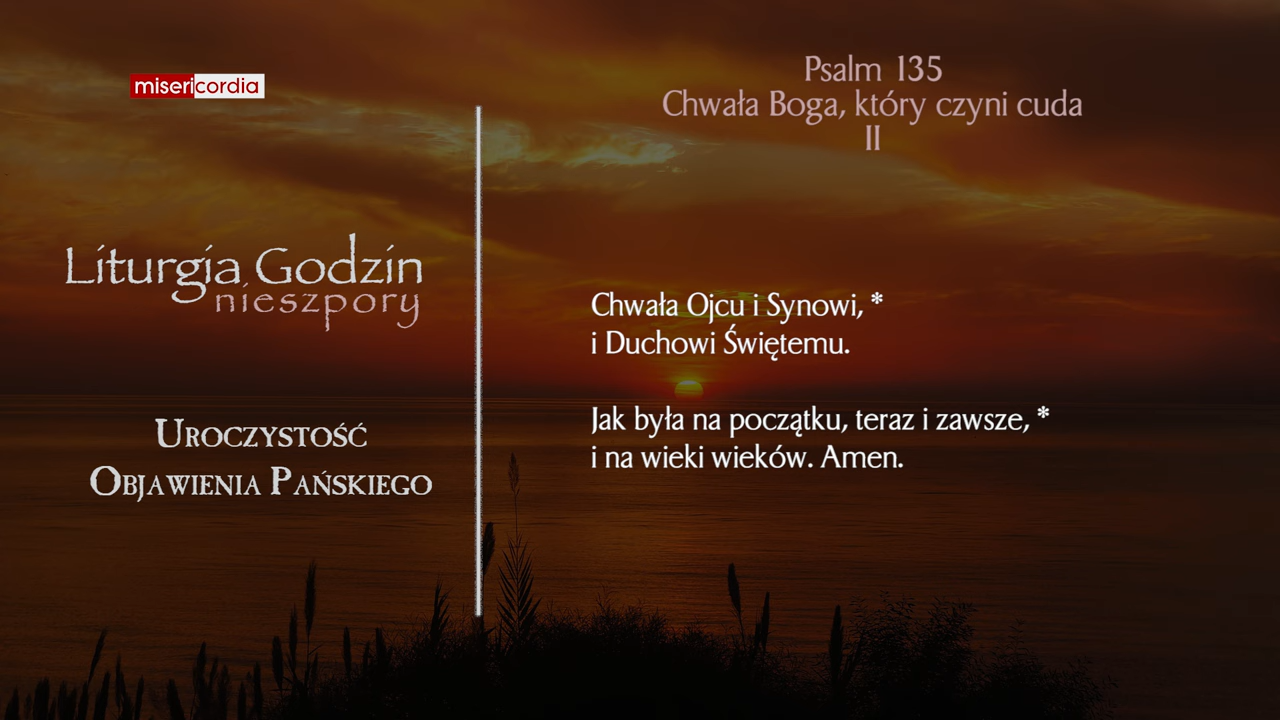 misericordia
Liturgia Godzin
nieszpory
Uroczystość
Objawienia Pańskiego
Psalm 135
Chwała Boga, który czyni cuda
II
Chwała Ojcu i Synowi, *
i Duchowi Świętemu.
Jak była na początku, teraz i zawsze, *
i na wieki wieków. Amen.